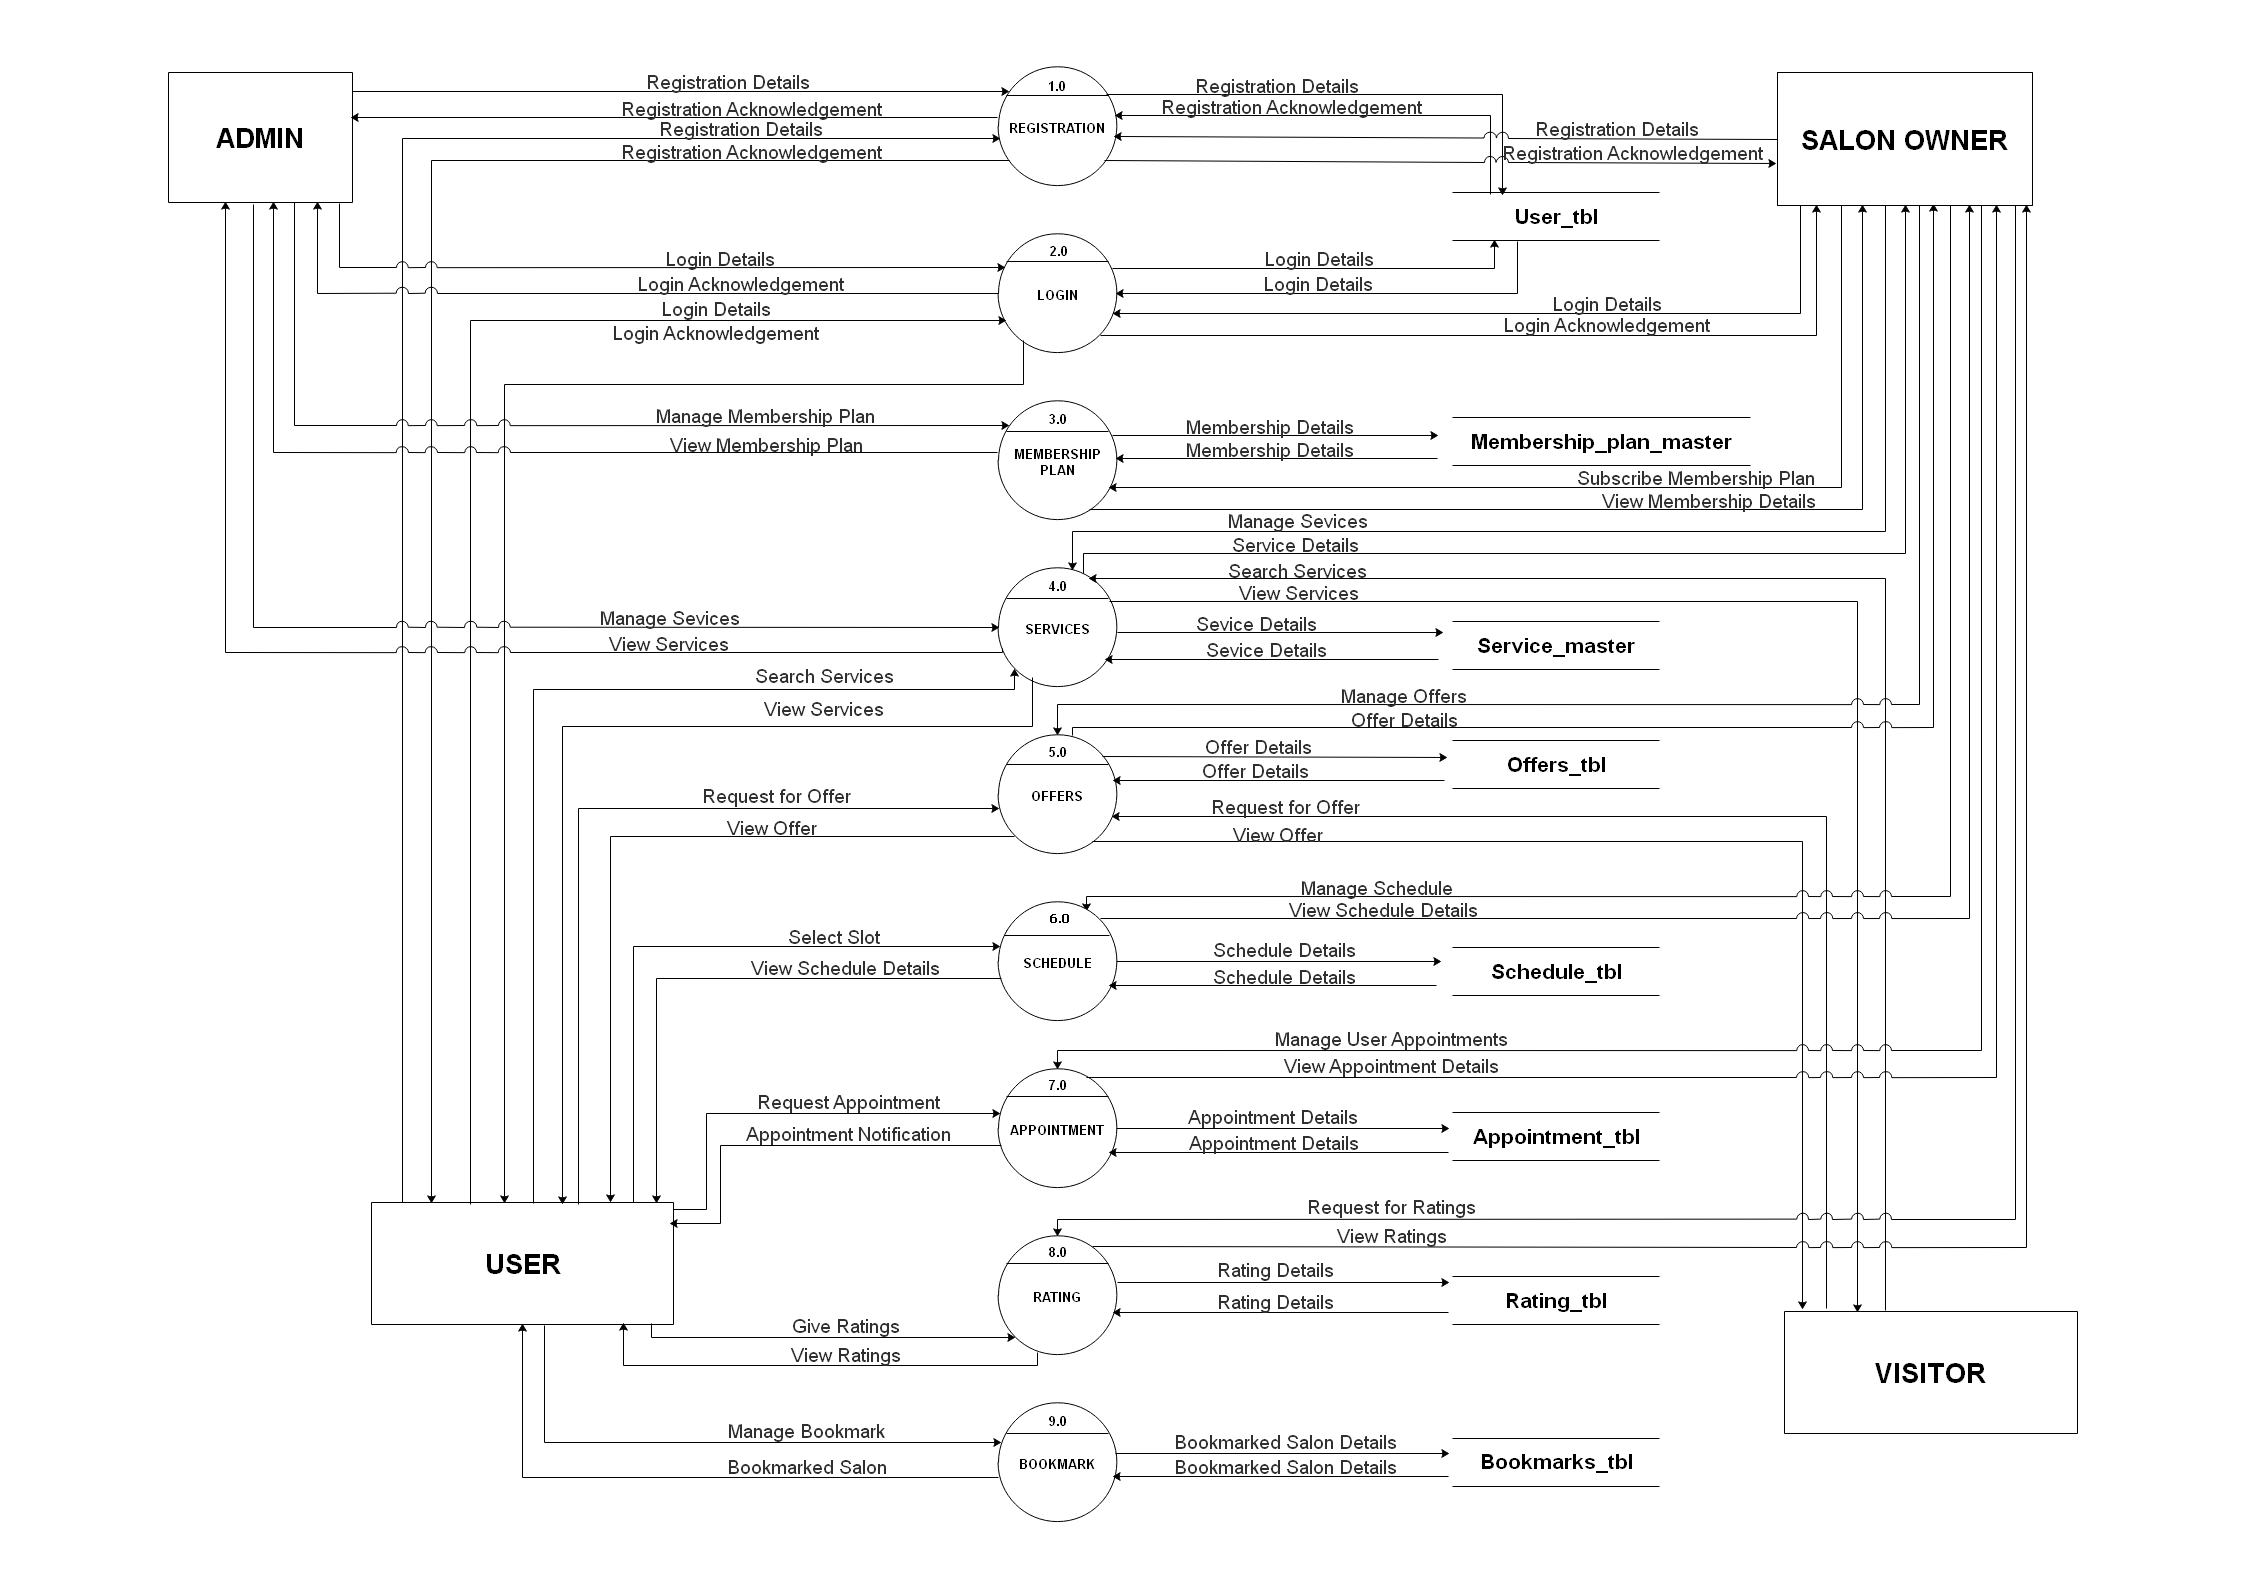 Registration Details
1.0
Registration Details
Registration Acknowledgement
Registration Acknowledgement
ADMIN
Registration Details
REGISTRATION
Registration Details
SALON OWNER
Registration Acknowledgement
Registration Acknowledgement
User_tbl
2.0
Login Details
Login Details
Login Acknowledgement
LOGIN
Login Details
Login Details
Login Details
Login Acknowledgement
Login Acknowledgement
Manage Membership Plan
3.0
Membership Details
View Membership Plan
MEMBERSHIP
PLAN
Membership Details
Membership_plan_master
Subscribe Membership Plan
View Membership Details
Manage Sevices
Service Details
Search Services
4.0
View Services
Manage Sevices
SERVICES
Sevice Details
View Services
Sevice Details
Service_master
Search Services
Manage Offers
View Services
Offer Details
5.0
Offer Details
Offers_tbl
Offer Details
Request for Offer
OFFERS
Request for Offer
View Offer
View Offer
Manage Schedule
View Schedule Details
6.0
Select Slot
Schedule Details
View Schedule Details
SCHEDULE
Schedule Details
Schedule_tbl
Manage User Appointments
View Appointment Details
7.0
Request Appointment
Appointment Details
Appointment Notification
APPOINTMENT
Appointment Details
Appointment_tbl
Request for Ratings
View Ratings
USER
8.0
Rating Details
RATING
Rating Details
Rating_tbl
Give Ratings
View Ratings
VISITOR
9.0
Manage Bookmark
Bookmarked Salon Details
Bookmarked Salon
BOOKMARK
Bookmarked Salon Details
Bookmarks_tbl